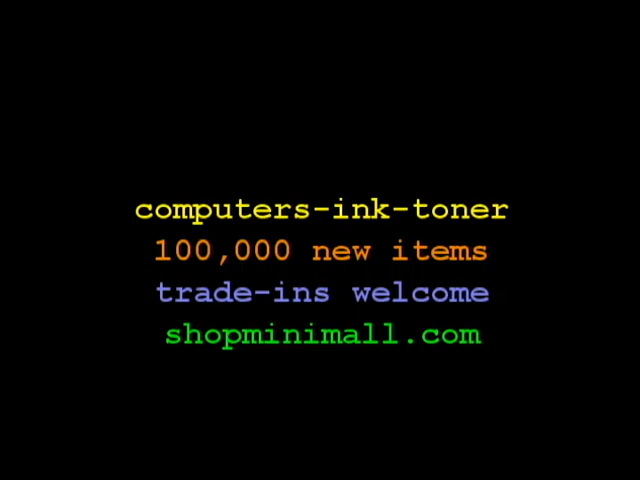 computers-ink-toner
100,000 new items
trade-ins welcome
shopminimall.com